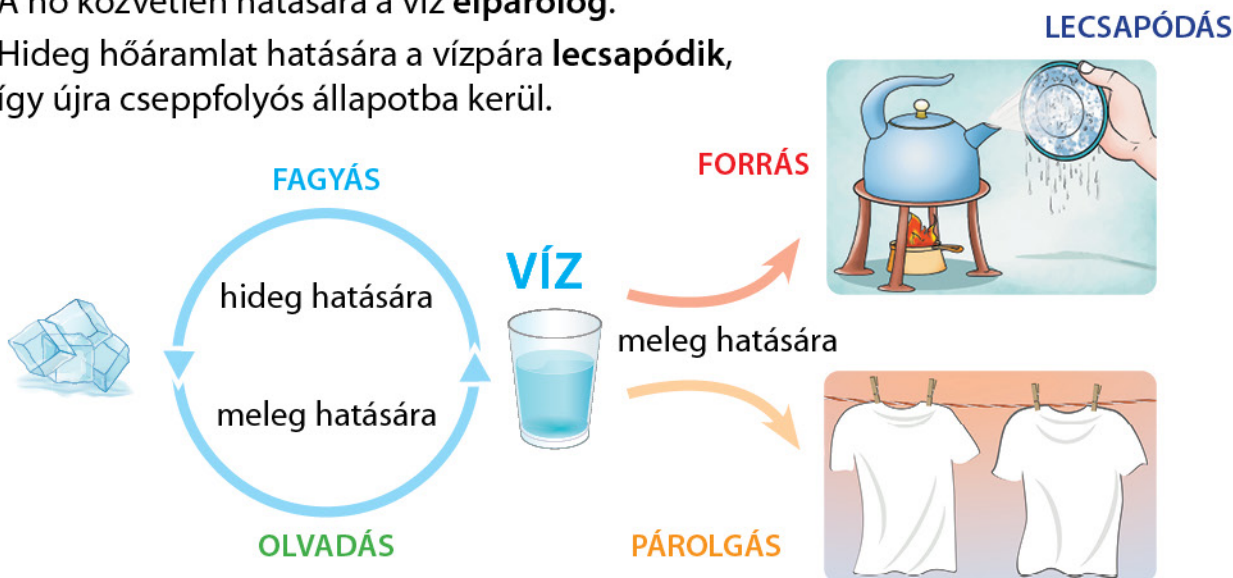 A hő közvetlen hatására a víz elpárolog.
Hideg hőáramlat hatására a vízpára lecsapódik,
így újra cseppfolyós állapotba kerül.
LECSAPÓDÁS
FORRÁS
FAGYÁS
hideg hatására
VÍZ
meleg hatására
meleg hatására
OLVADÁS
PÁROLGÁS